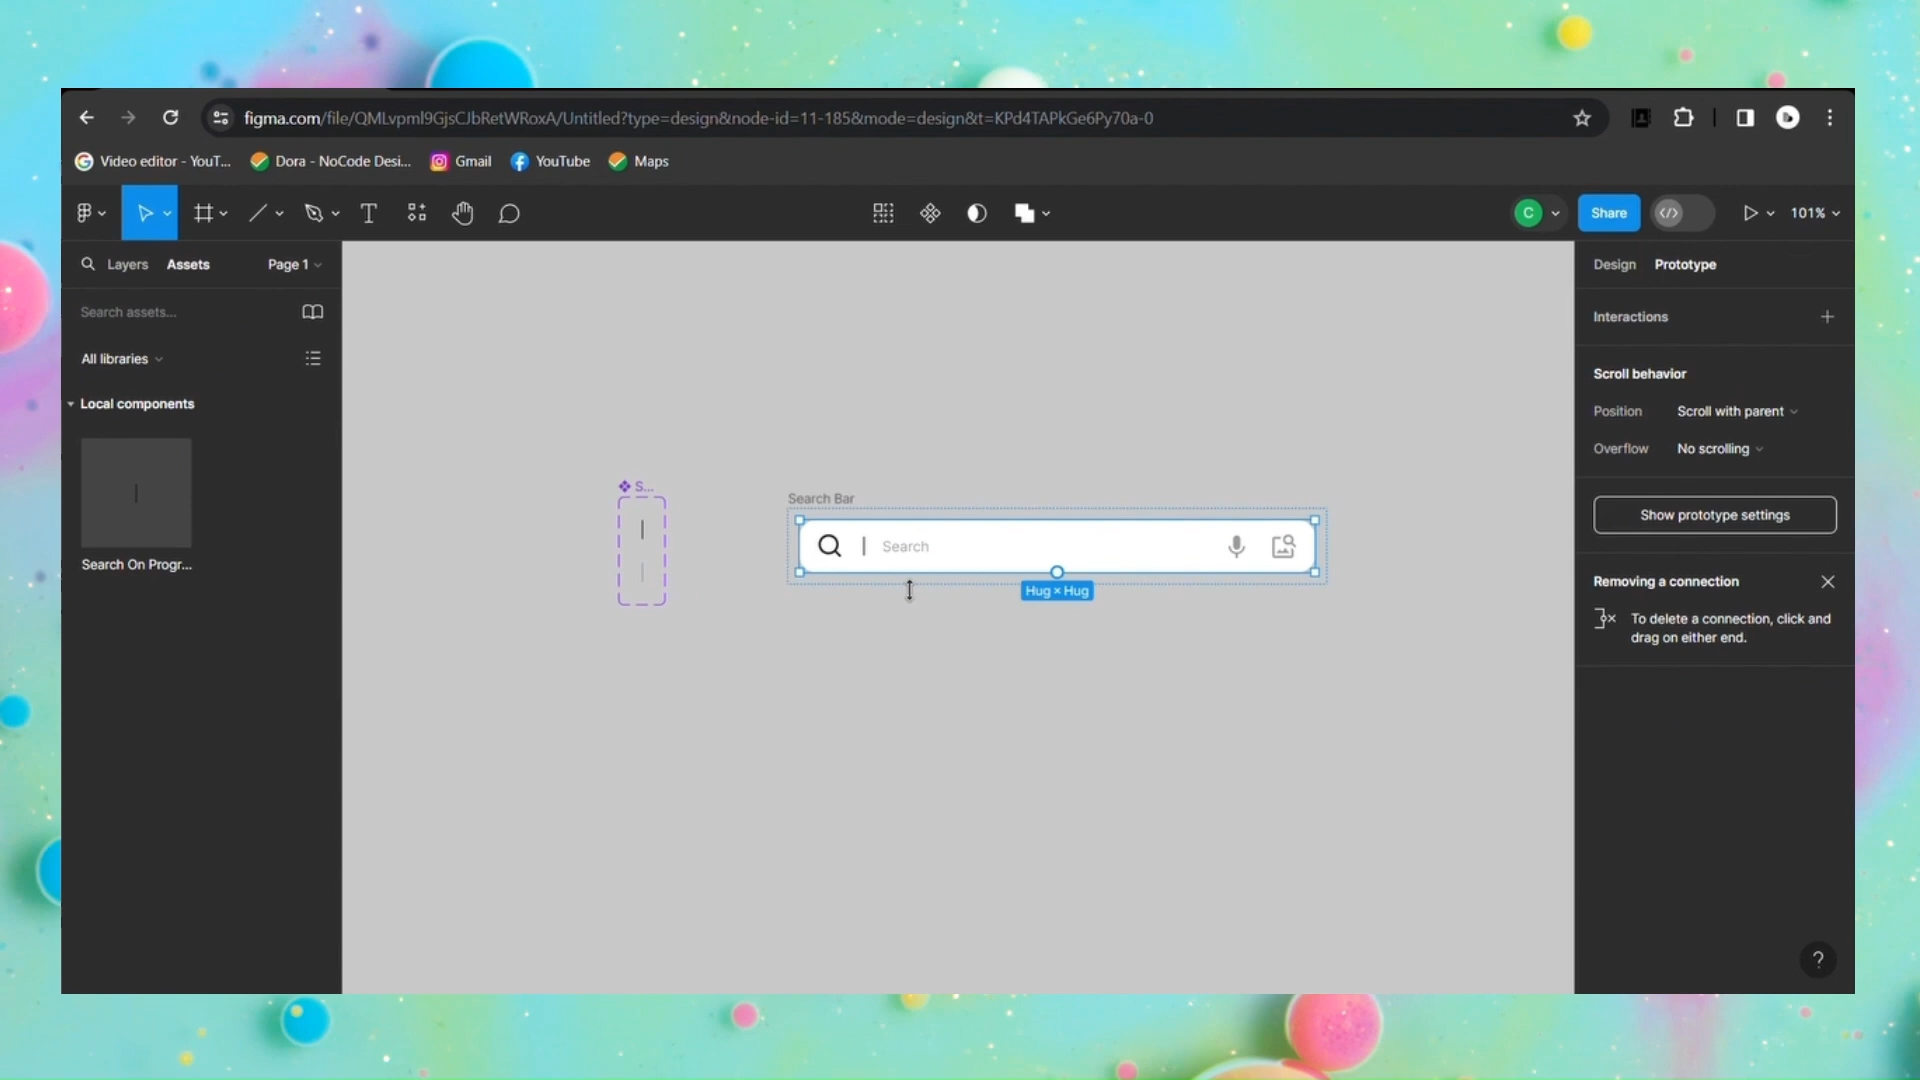 figma.com/file/QMLvpml9GjsCJbRetWRoxA/Untitled?type=design&node-id=11-185&mode=design&t=KPd4TAPkGe6Py70a-0
Video editor - YouT... Dora - NoCode Desi... Gmail YouTube Maps
C Share 101%
Layers Assets Page 1
Design Prototype
Search assets...
Interactions
All libraries
Scroll behavior
Local components
Position Scroll with parent
Overflow No scrolling
S...
Search Bar
Show prototype settings
Search
Search On Progr...
Hug × Hug
Removing a connection
To delete a connection, click and
drag on either end.
?